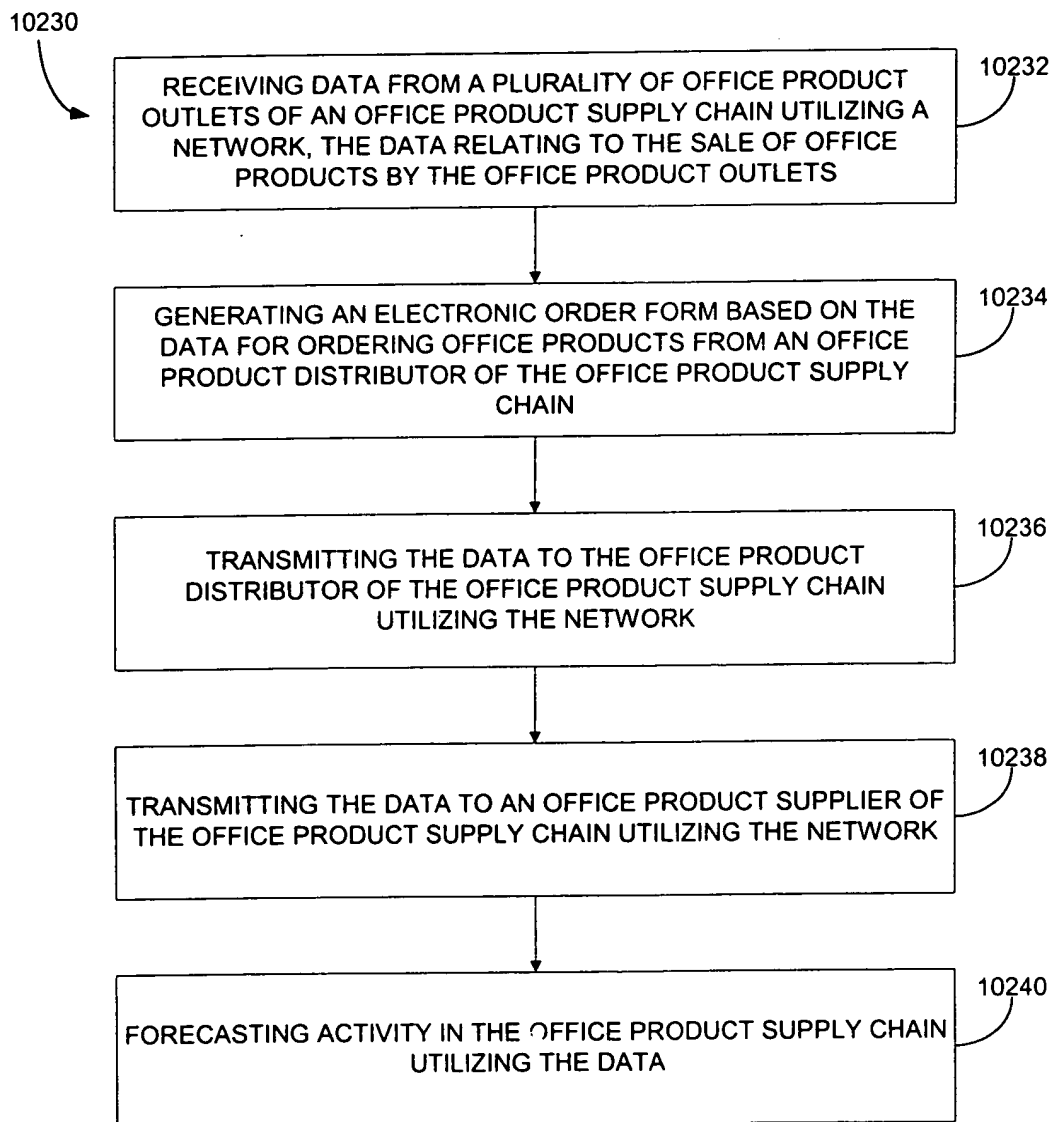 10230
10232
RECEIVING DATA FROM A PLURALITY OF OFFICE PRODUCT
OUTLETS OF AN OFFICE PRODUCT SUPPLY CHAIN UTILIZING A
NETWORK, THE DATA RELATING TO THE SALE OF OFFICE
PRODUCTS BY THE OFFICE PRODUCT OUTLETS
10234
GENERATING AN ELECTRONIC ORDER FORM BASED ON THE
DATA FOR ORDERING OFFICE PRODUCTS FROM AN OFFICE
PRODUCT DISTRIBUTOR OF THE OFFICE PRODUCT SUPPLY
CHAIN
10236
TRANSMITTING THE DATA TO THE OFFICE PRODUCT
DISTRIBUTOR OF THE OFFICE PRODUCT SUPPLY CHAIN
UTILIZING THE NETWORK
10238
TRANSMITTING THE DATA TO AN OFFICE PRODUCT SUPPLIER OF
THE OFFICE PRODUCT SUPPLY CHAIN UTILIZING THE NETWORK
10240
FORECASTING ACTIVITY IN THE OFFICE PRODUCT SUPPLY CHAIN
UTILIZING THE DATA